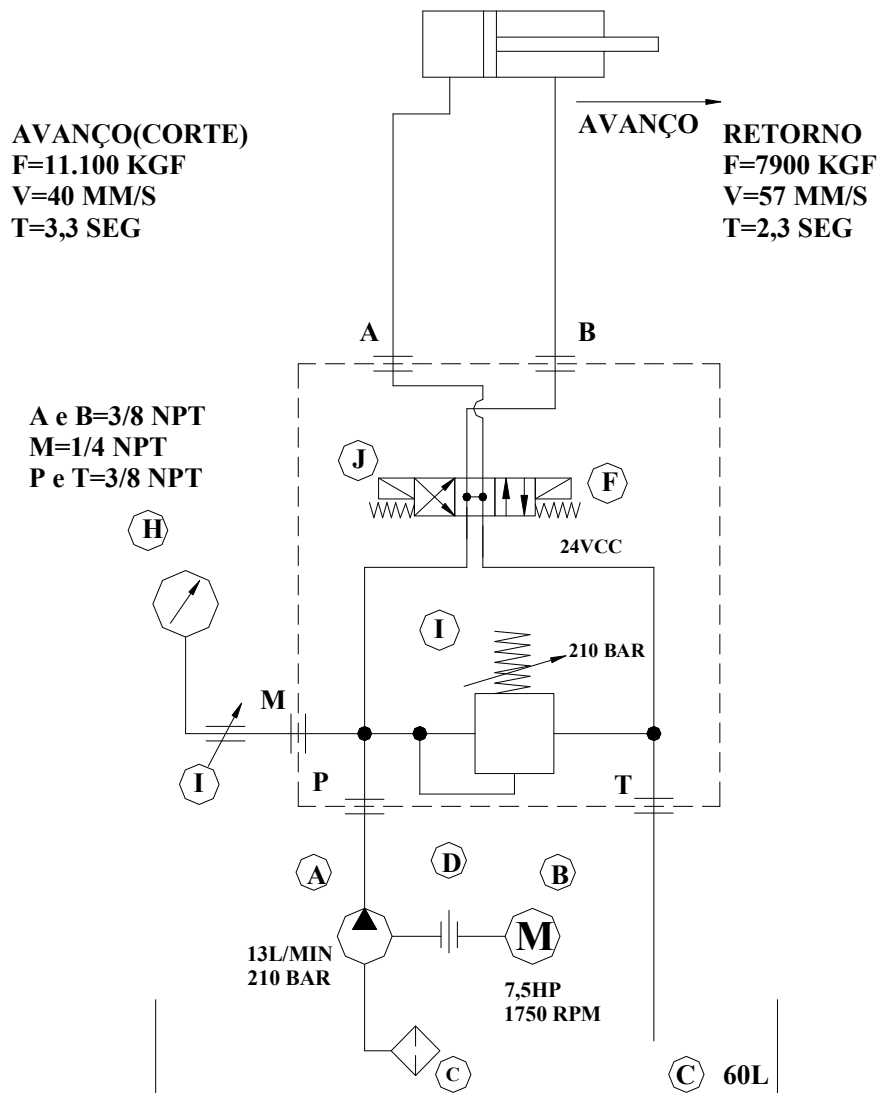 AVANÇO
AVANÇO(CORTE)
F=11.100 KGF
V=40 MM/S
T=3,3 SEG
RETORNO
F=7900 KGF
V=57 MM/S
T=2,3 SEG
A
B
A e B=3/8 NPT
M=1/4 NPT
P e T=3/8 NPT
J
F
H
24VCC
I
210 BAR
M
I
P
T
A
D
B
M
13L/MIN
210 BAR
7,5HP
1750 RPM
C
C
60L